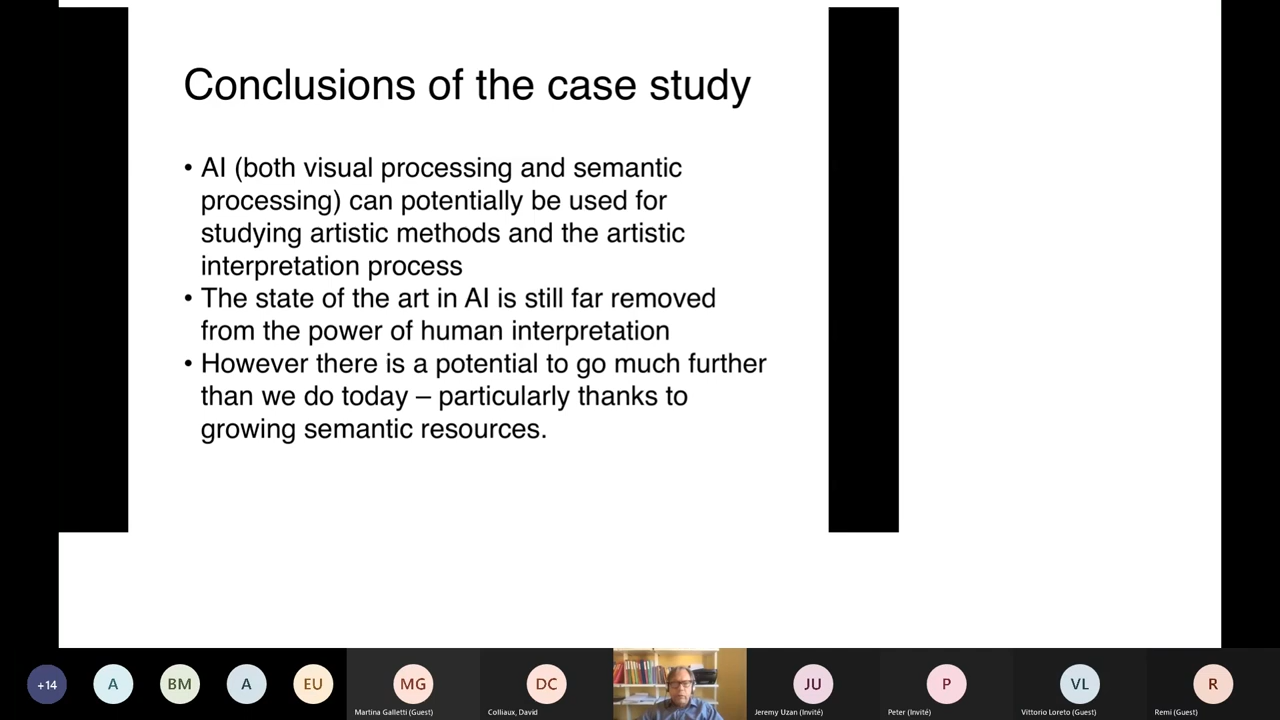 Conclusions of the case study
• AI (both visual processing and semantic
processing) can potentially be used for
studying artistic methods and the artistic
interpretation process
• The state of the art in AI is still far removed
from the power of human interpretation
• However there is a potential to go much further
than we do today – particularly thanks to
growing semantic resources.
+14
A
BM
A
EU
MG
DC
JU
P
VL
R
Martina Galletti (Guest)
Colliaux, David
Jeremy Uzan (Invité)
Peter (Invité)
Vittorio Loreto (Guest)
Remi (Guest)